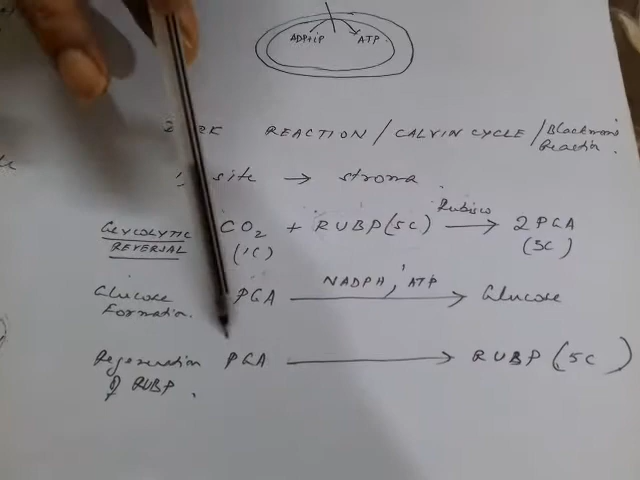 ADP+iP ATP
REACTION / CALVIN CYCLE / Blackman's Reaction.
site → stroma.
GLYCOLYTIC REVERSAL CO2 (1C) + RUBP (5C) Rubisco → 2 PGA (3C)
Glucose Formation. PGA NADPH, ATP → Glucose
Regeneration of RUBP. PGA → RUBP (5C)